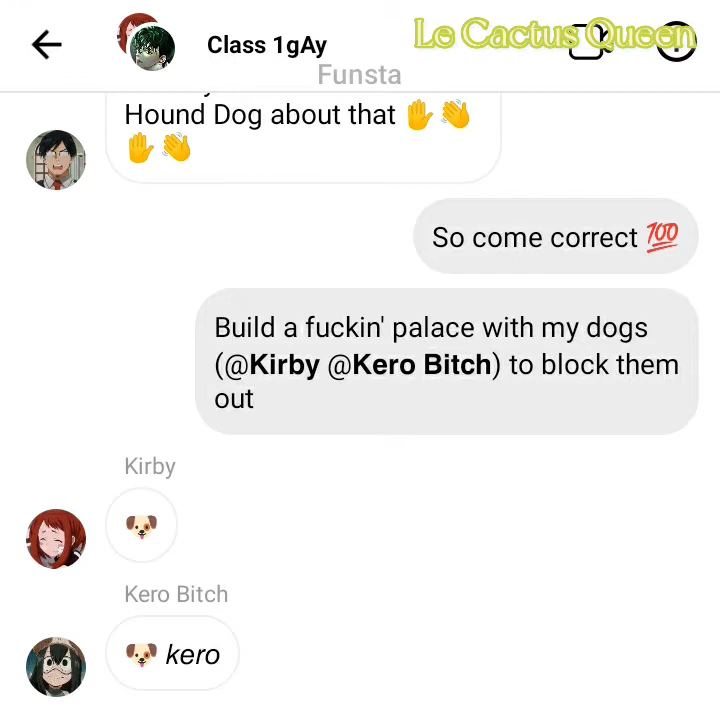 Class 1gAy
Le Cactus Queen
Funsta
Hound Dog about that ✋👋
✋👋
So come correct 💯
Build a fuckin' palace with my dogs
(@Kirby @Kero Bitch) to block them
out
Kirby
🐶
Kero Bitch
🐶 kero